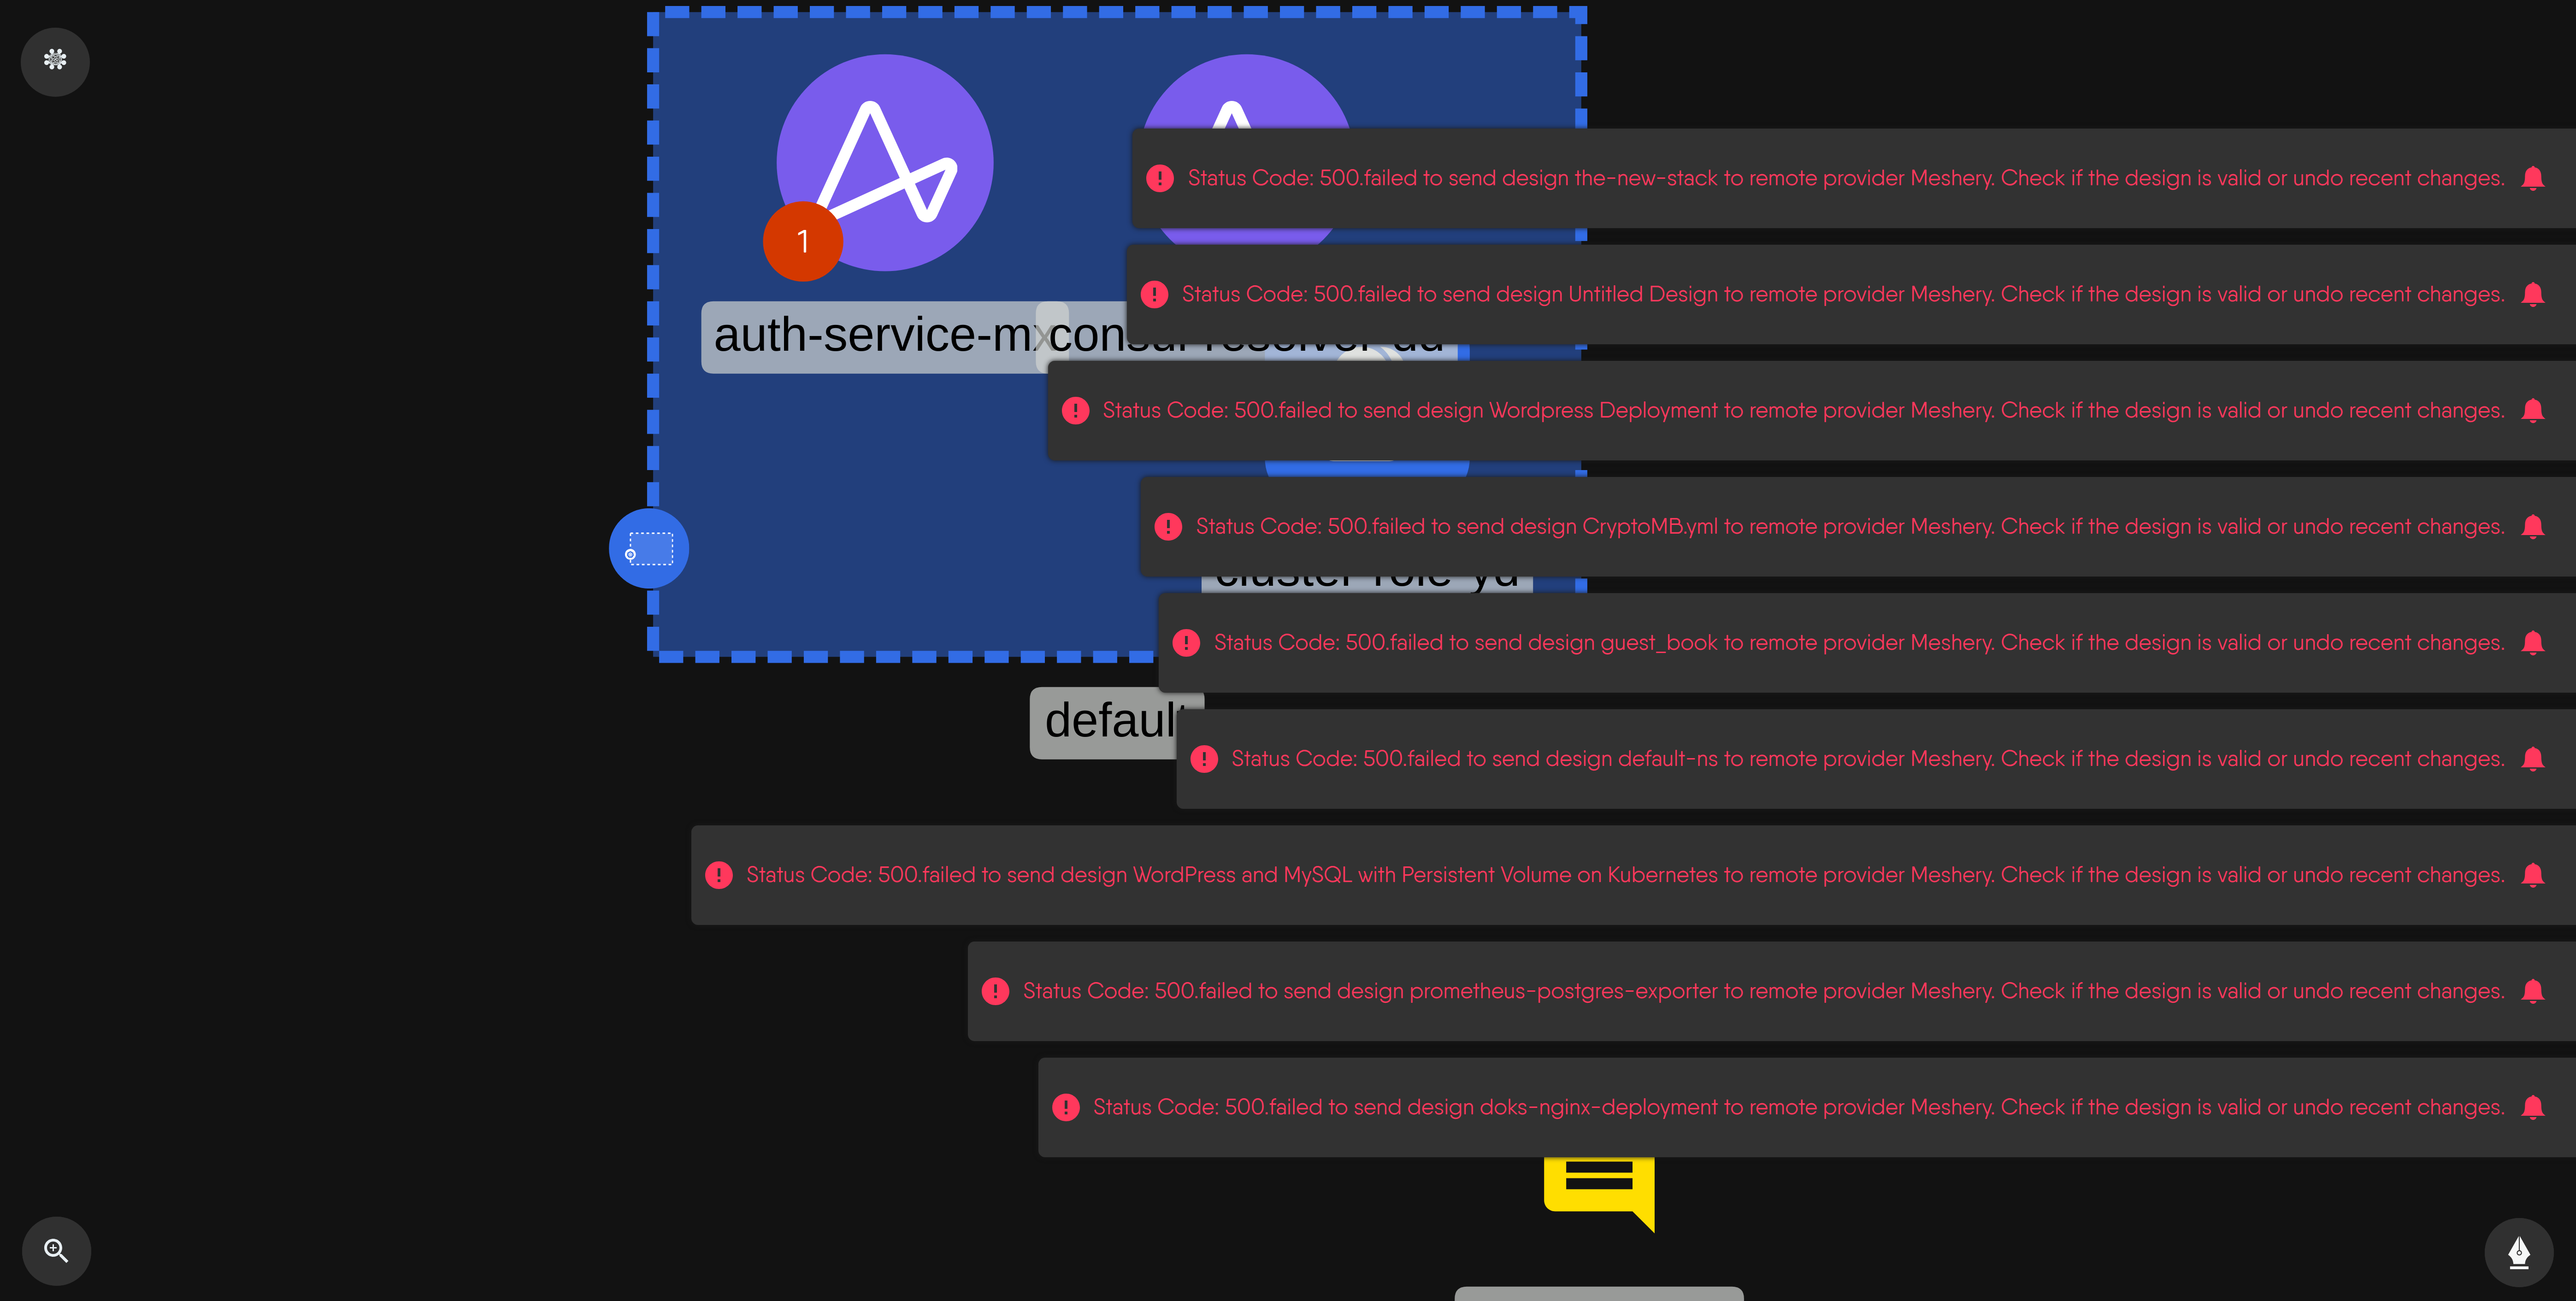 Status Code: 500.failed to send design the-new-stack to remote provider Meshery. Check if the design is valid or undo recent changes.
1
Status Code: 500.failed to send design Untitled Design to remote provider Meshery. Check if the design is valid or undo recent changes.
auth-service-mx
consul-resolver-
Status Code: 500.failed to send design Wordpress Deployment to remote provider Meshery. Check if the design is valid or undo recent changes.
Status Code: 500.failed to send design CryptoMB.yml to remote provider Meshery. Check if the design is valid or undo recent changes.
cluster-role-yd
Status Code: 500.failed to send design guest_book to remote provider Meshery. Check if the design is valid or undo recent changes.
default
Status Code: 500.failed to send design default-ns to remote provider Meshery. Check if the design is valid or undo recent changes.
Status Code: 500.failed to send design WordPress and MySQL with Persistent Volume on Kubernetes to remote provider Meshery. Check if the design is valid or undo recent changes.
Status Code: 500.failed to send design prometheus-postgres-exporter to remote provider Meshery. Check if the design is valid or undo recent changes.
Status Code: 500.failed to send design doks-nginx-deployment to remote provider Meshery. Check if the design is valid or undo recent changes.